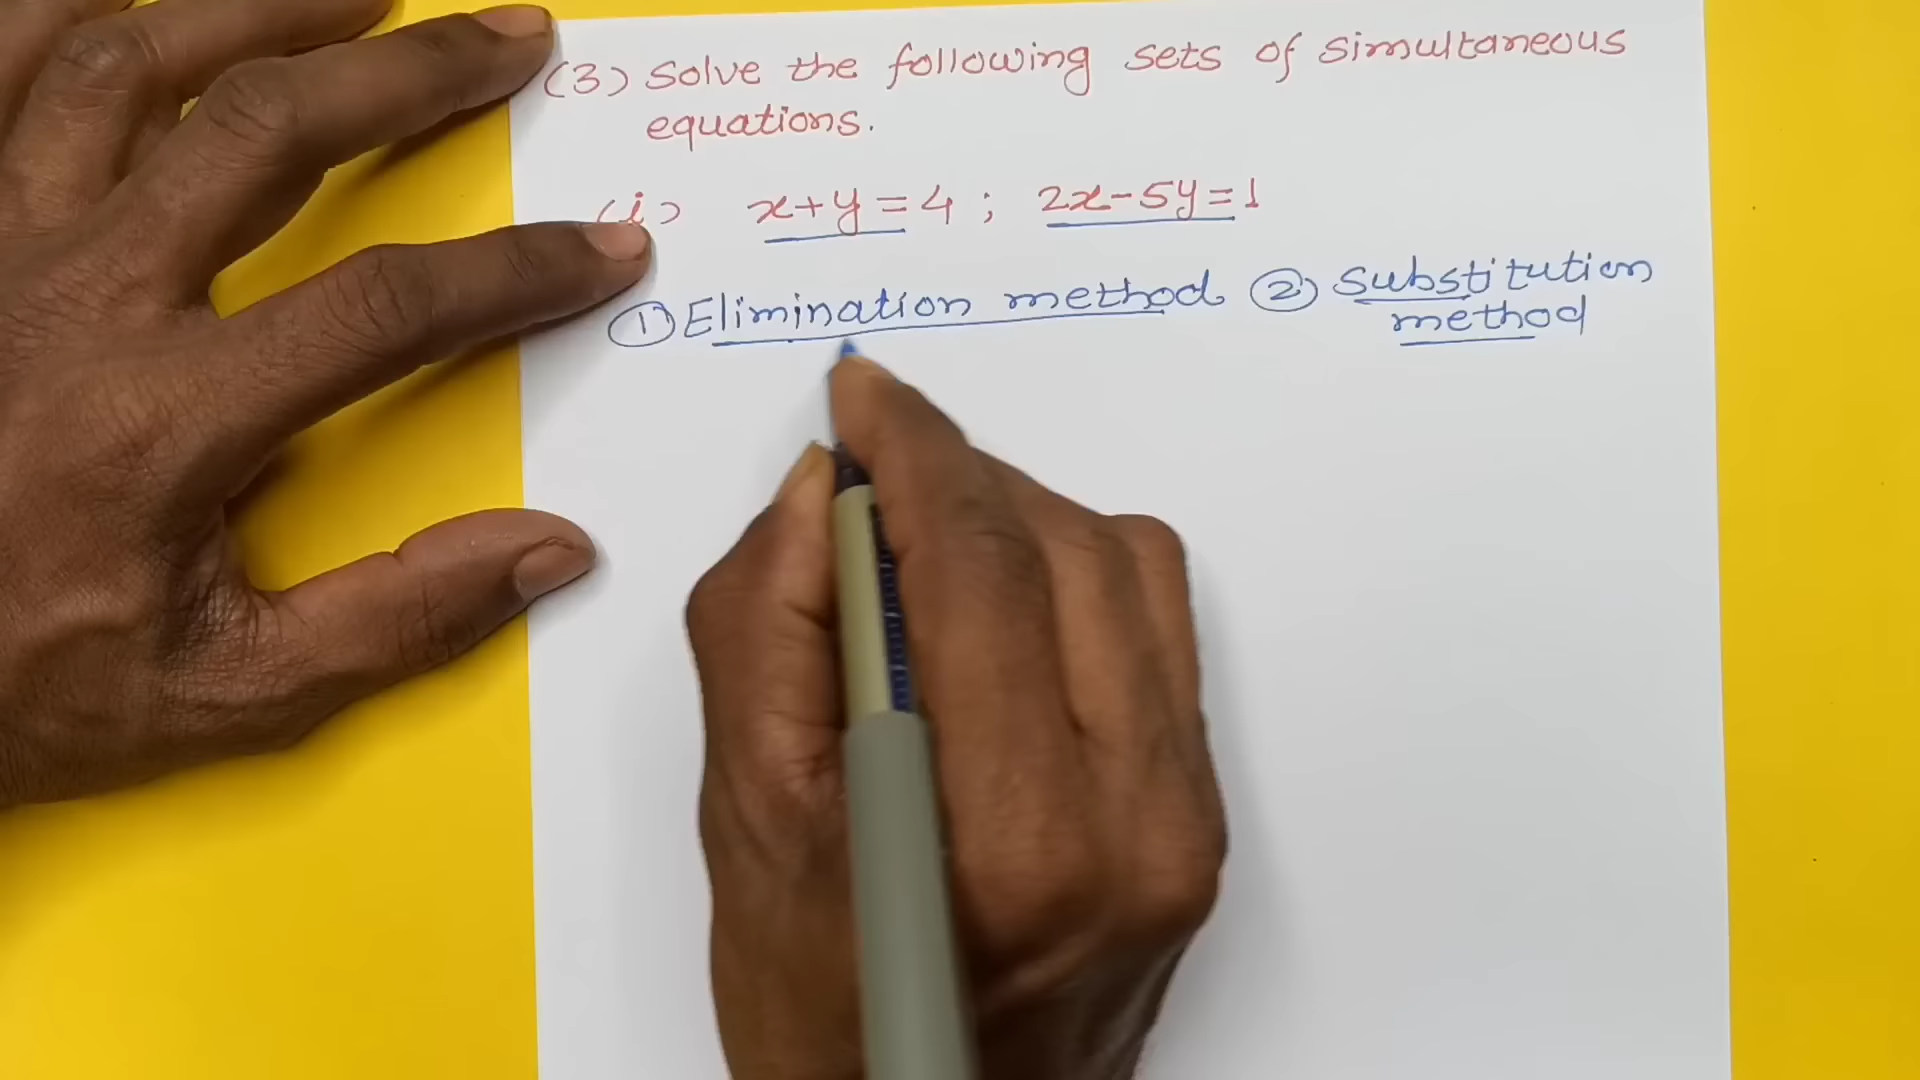 (3) Solve the following sets of simultaneous
equations.
(i) x+y=4; 2x-5y=1
① Elimination method ② Substitution
method